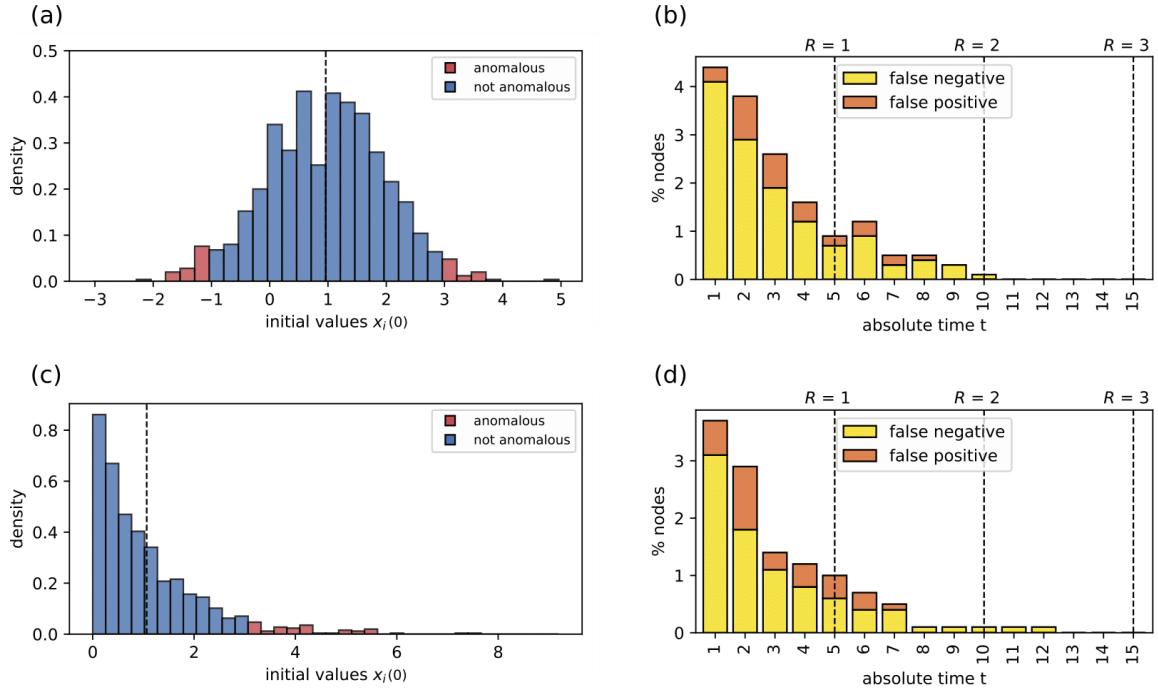 (a)
0.5
0.4
0.3
0.2
0.1
0.0
density
anomalous
not anomalous
−3 −2 −1 0 1 2 3 4 5
initial values xᵢ(0)
(b)
R = 1 R = 2 R = 3
4
3
2
1
0
% nodes
false negative
false positive
1 2 3 4 5 6 7 8 9 10 11 12 13 14 15
absolute time t
(c)
0.8
0.6
0.4
0.2
0.0
density
anomalous
not anomalous
0 2 4 6 8
initial values xᵢ(0)
(d)
R = 1 R = 2 R = 3
3
2
1
0
% nodes
false negative
false positive
1 2 3 4 5 6 7 8 9 10 11 12 13 14 15
absolute time t